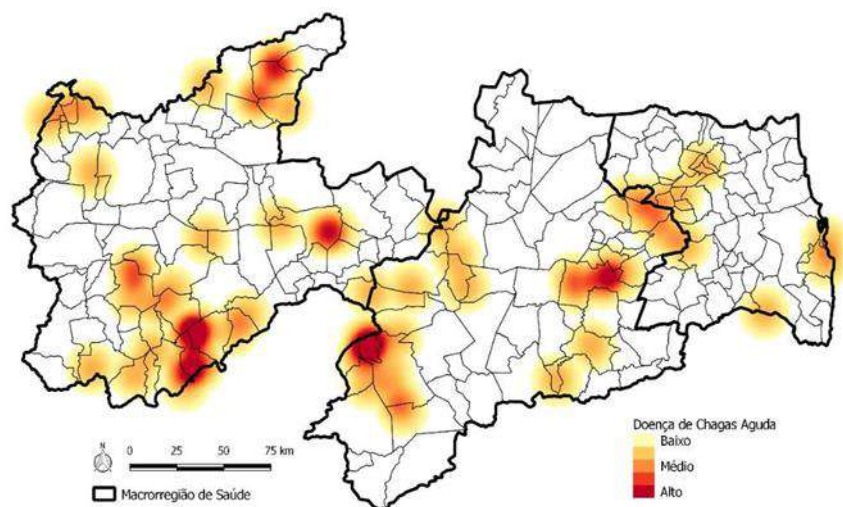 Doença de Chagas Aguda
Baixo
Médio
Alto
N
0 25 50 75 km
Macrorregião de Saúde